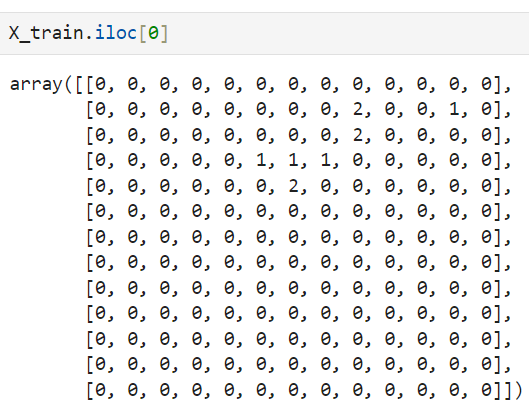 X_train.iloc[0]
array([[0, 0, 0, 0, 0, 0, 0, 0, 0, 0, 0, 0, 0],
[0, 0, 0, 0, 0, 0, 0, 0, 2, 0, 0, 1, 0],
[0, 0, 0, 0, 0, 0, 0, 0, 2, 0, 0, 0, 0],
[0, 0, 0, 0, 0, 1, 1, 1, 0, 0, 0, 0, 0],
[0, 0, 0, 0, 0, 0, 2, 0, 0, 0, 0, 0, 0],
[0, 0, 0, 0, 0, 0, 0, 0, 0, 0, 0, 0, 0],
[0, 0, 0, 0, 0, 0, 0, 0, 0, 0, 0, 0, 0],
[0, 0, 0, 0, 0, 0, 0, 0, 0, 0, 0, 0, 0],
[0, 0, 0, 0, 0, 0, 0, 0, 0, 0, 0, 0, 0],
[0, 0, 0, 0, 0, 0, 0, 0, 0, 0, 0, 0, 0],
[0, 0, 0, 0, 0, 0, 0, 0, 0, 0, 0, 0, 0],
[0, 0, 0, 0, 0, 0, 0, 0, 0, 0, 0, 0, 0],
[0, 0, 0, 0, 0, 0, 0, 0, 0, 0, 0, 0, 0]])